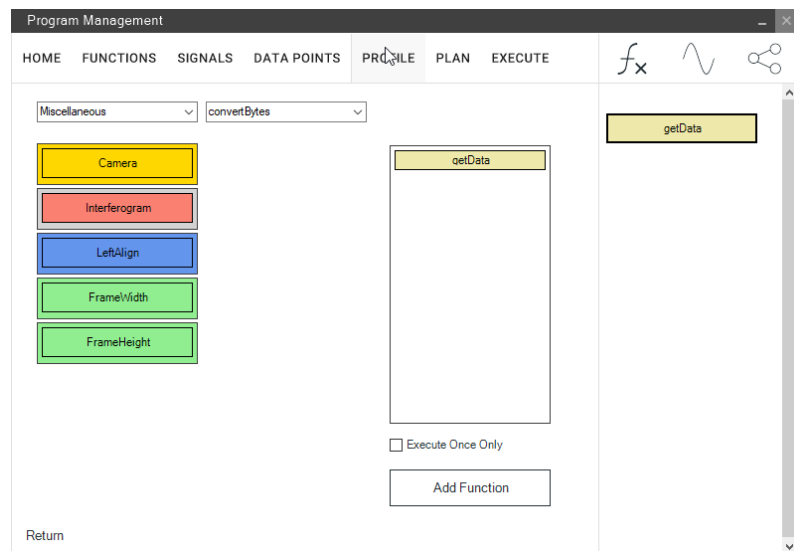 Program Management
HOME FUNCTIONS SIGNALS DATA POINTS PROFILE PLAN EXECUTE
fx
Miscellaneous convertBytes
getData
Camera
getData
Interferogram
LeftAlign
FrameWidth
FrameHeight
Execute Once Only
Add Function
Return